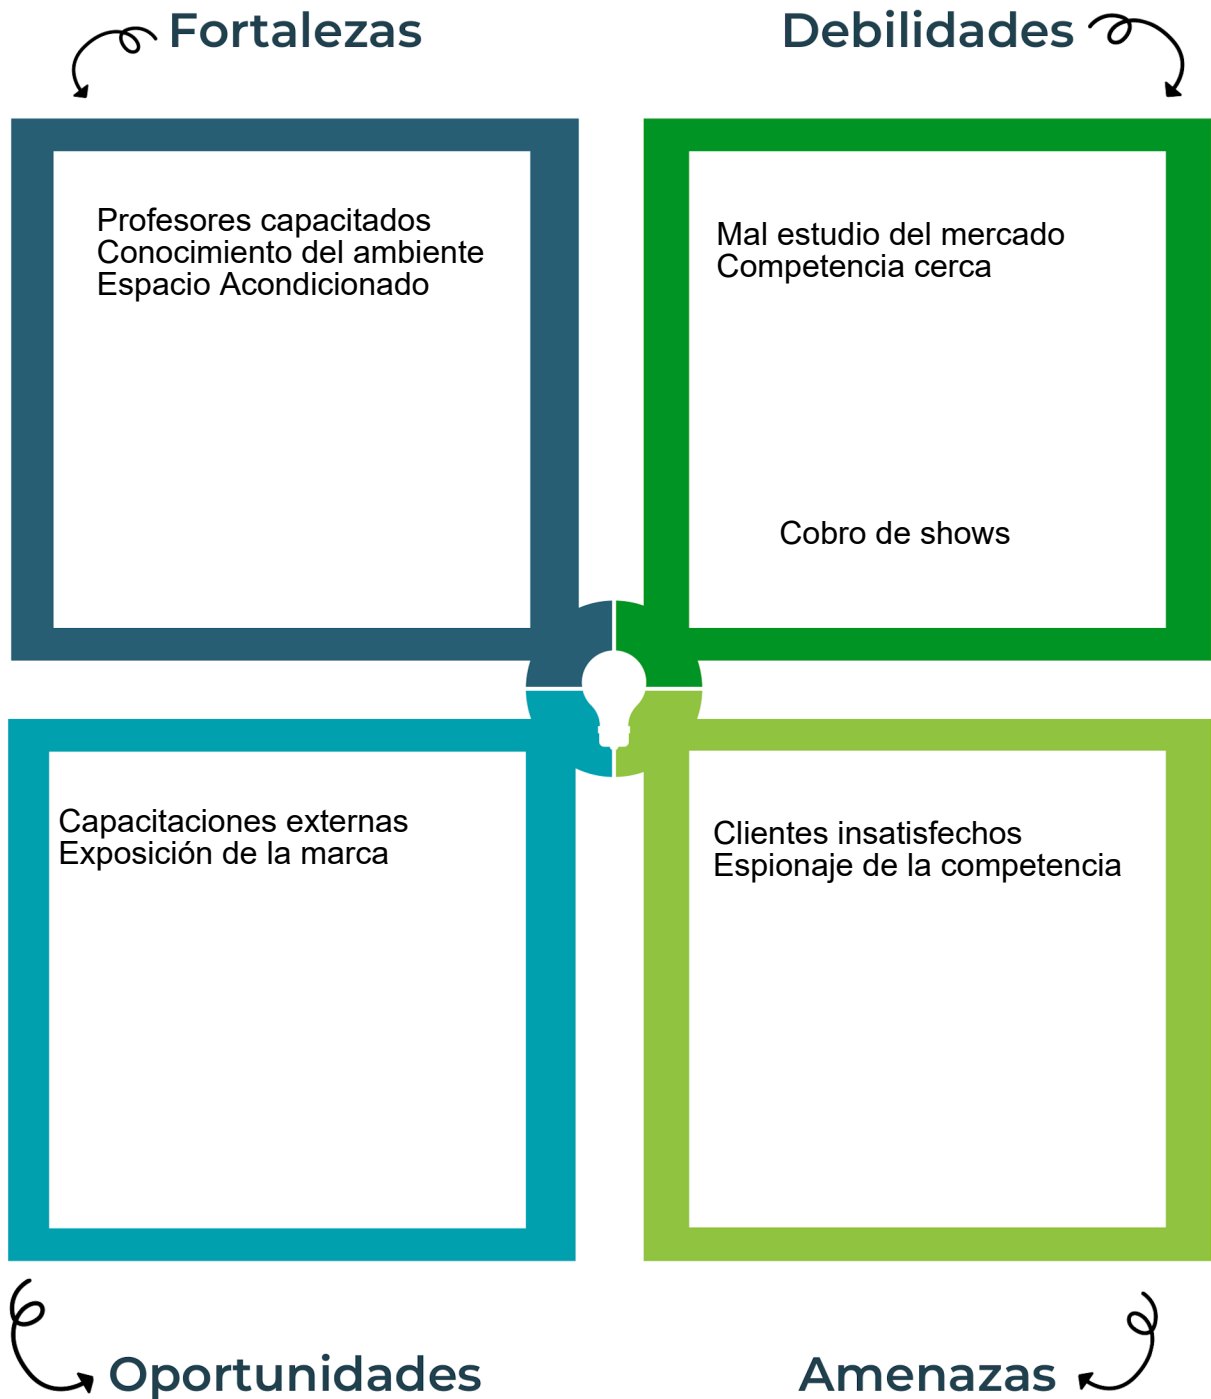 Fortalezas
Profesores capacitados
Conocimiento del ambiente
Espacio Acondicionado
Debilidades
Mal estudio del mercado
Competencia cerca
Cobro de shows
Capacitaciones externas
Exposición de la marca
Oportunidades
Clientes insatisfechos
Espionaje de la competencia
Amenazas